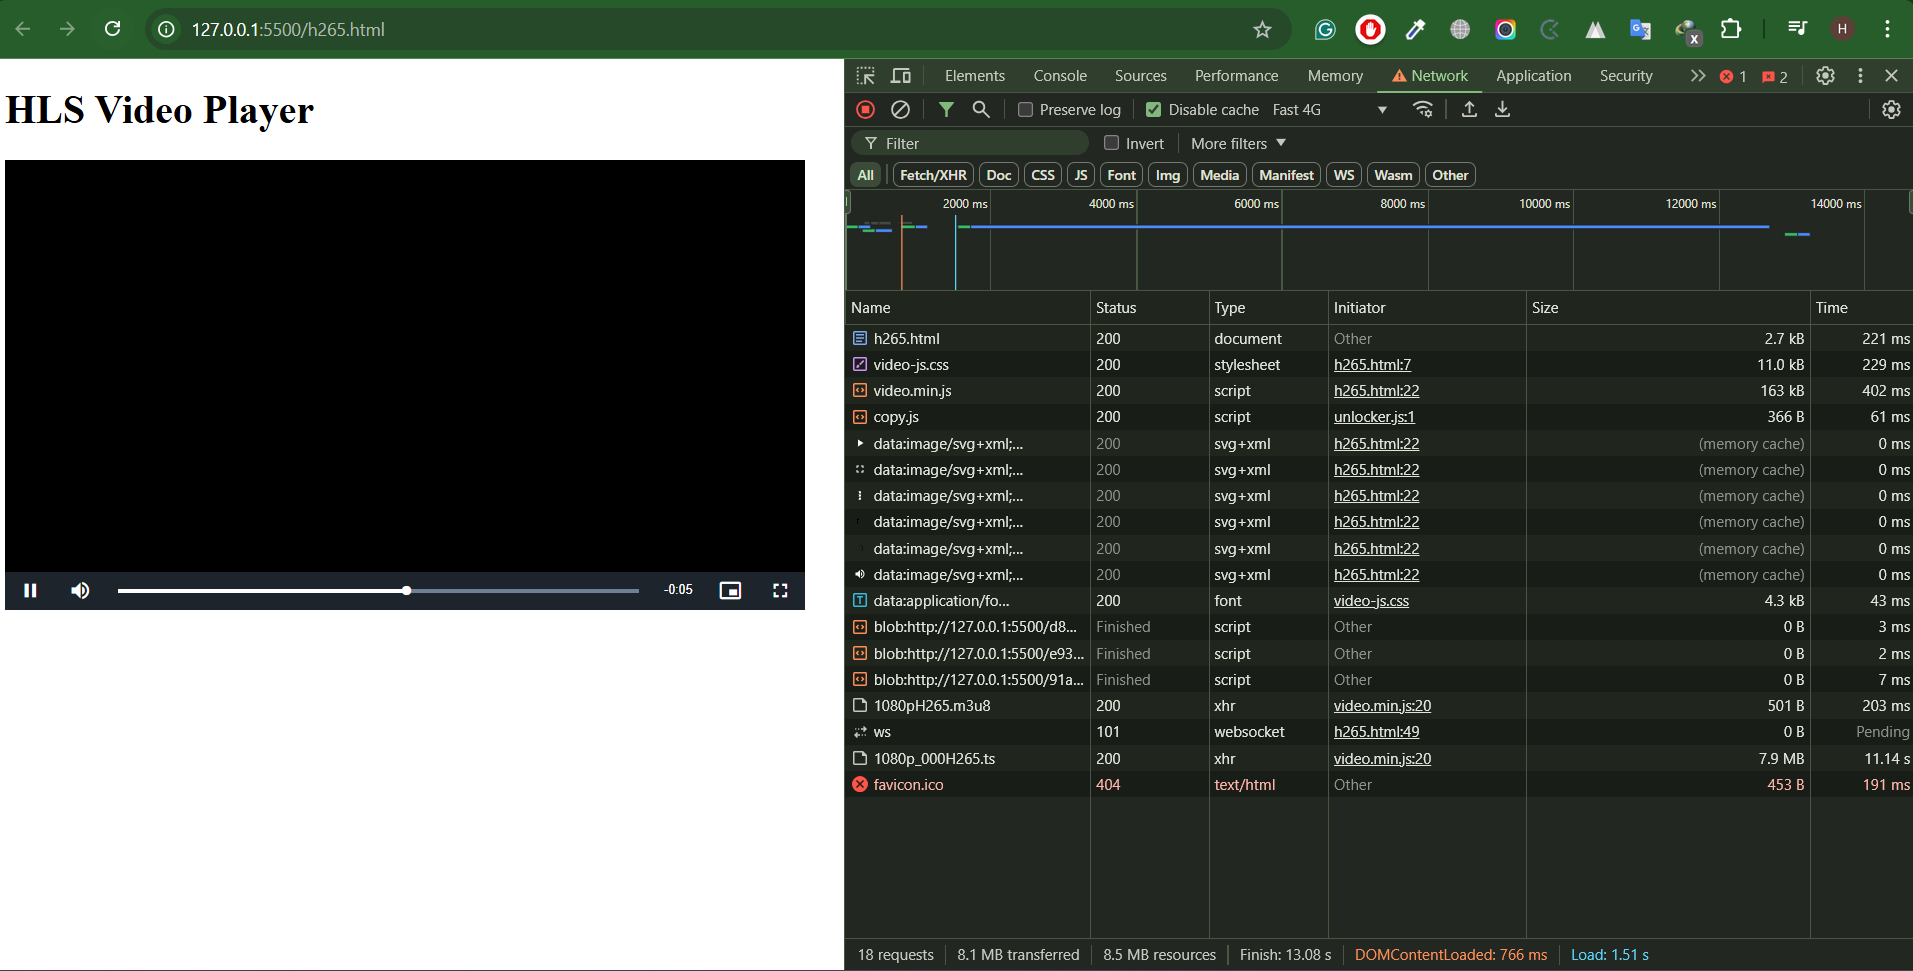 127.0.0.1:5500/h265.html
H
X
HLS Video Player
-0:05
Elements Console Sources Performance Memory Network Application Security 1 2
Preserve log Disable cache Fast 4G
Filter Invert More filters
All Fetch/XHR Doc CSS JS Font Img Media Manifest WS Wasm Other
2000 ms 4000 ms 6000 ms 8000 ms 10000 ms 12000 ms 14000 ms
Name Status Type Initiator Size Time
h265.html 200 document Other 2.7 kB 221 ms
video-js.css 200 stylesheet h265.html:7 11.0 kB 229 ms
video.min.js 200 script h265.html:22 163 kB 402 ms
copy.js 200 script unlocker.js:1 366 B 61 ms
data:image/svg+xml;... 200 svg+xml h265.html:22 (memory cache) 0 ms
data:image/svg+xml;... 200 svg+xml h265.html:22 (memory cache) 0 ms
data:image/svg+xml;... 200 svg+xml h265.html:22 (memory cache) 0 ms
data:image/svg+xml;... 200 svg+xml h265.html:22 (memory cache) 0 ms
data:image/svg+xml;... 200 svg+xml h265.html:22 (memory cache) 0 ms
data:image/svg+xml;... 200 svg+xml h265.html:22 (memory cache) 0 ms
data:application/fo... 200 font video-js.css 4.3 kB 43 ms
blob:http://127.0.0.1:5500/d8... Finished script Other 0 B 3 ms
blob:http://127.0.0.1:5500/e93... Finished script Other 0 B 2 ms
blob:http://127.0.0.1:5500/91a... Finished script Other 0 B 7 ms
1080pH265.m3u8 200 xhr video.min.js:20 501 B 203 ms
ws 101 websocket h265.html:49 0 B Pending
1080p_000H265.ts 200 xhr video.min.js:20 7.9 MB 11.14 s
favicon.ico 404 text/html Other 453 B 191 ms
18 requests 8.1 MB transferred 8.5 MB resources Finish: 13.08 s DOMContentLoaded: 766 ms Load: 1.51 s